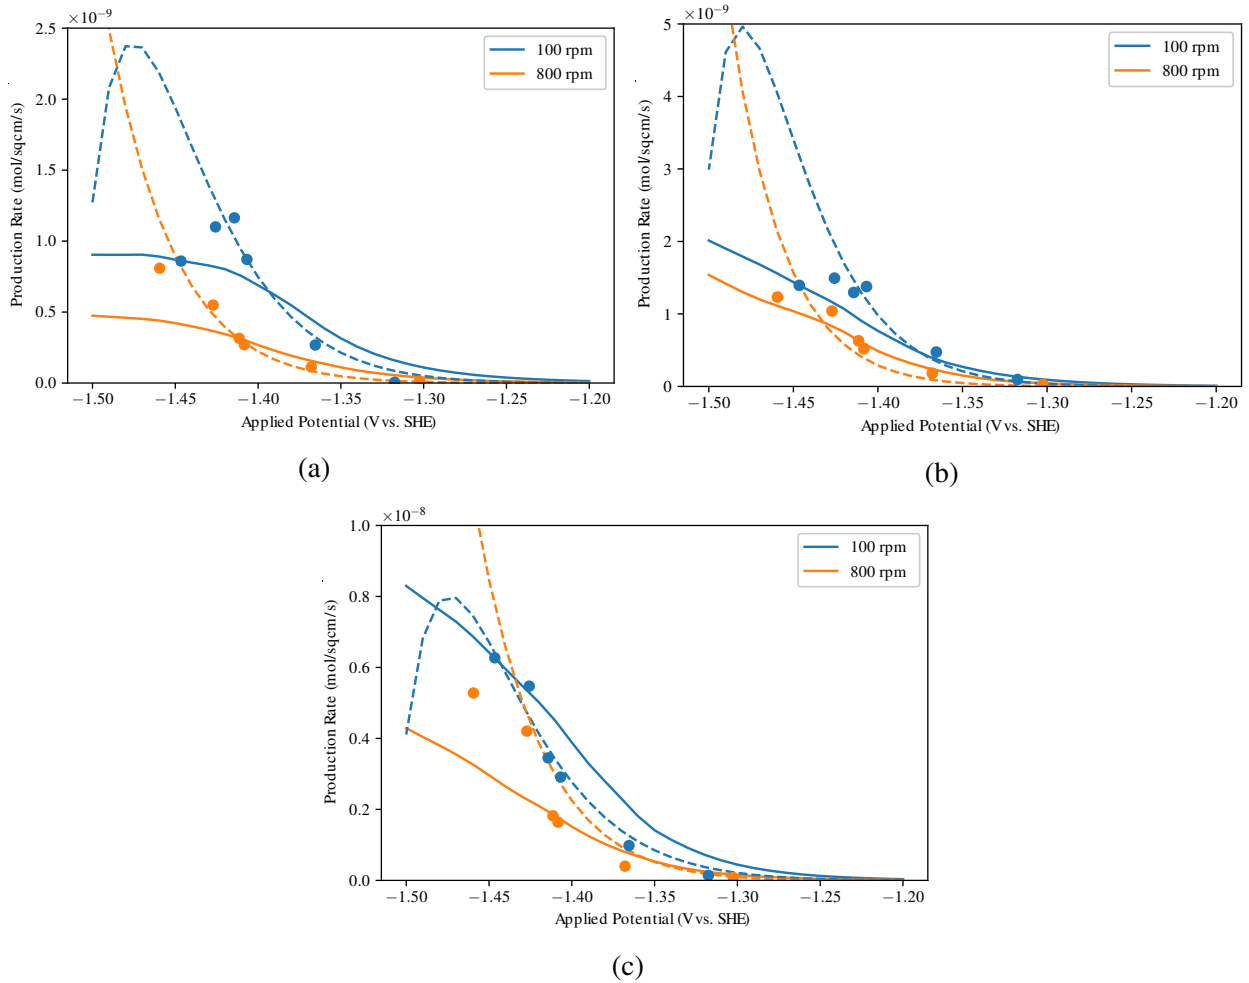 ×10⁻⁹
2.5
2.0
1.5
1.0
0.5
0.0
Production Rate (mol/sqcm/s)
100 rpm
800 rpm
−1.50 −1.45 −1.40 −1.35 −1.30 −1.25 −1.20
Applied Potential (V vs. SHE)
(a)
×10⁻⁹
5
4
3
2
1
0
Production Rate (mol/sqcm/s)
100 rpm
800 rpm
−1.50 −1.45 −1.40 −1.35 −1.30 −1.25 −1.20
Applied Potential (V vs. SHE)
(b)
×10⁻⁸
1.0
0.8
0.6
0.4
0.2
0.0
Production Rate (mol/sqcm/s)
100 rpm
800 rpm
−1.50 −1.45 −1.40 −1.35 −1.30 −1.25 −1.20
Applied Potential (V vs. SHE)
(c)